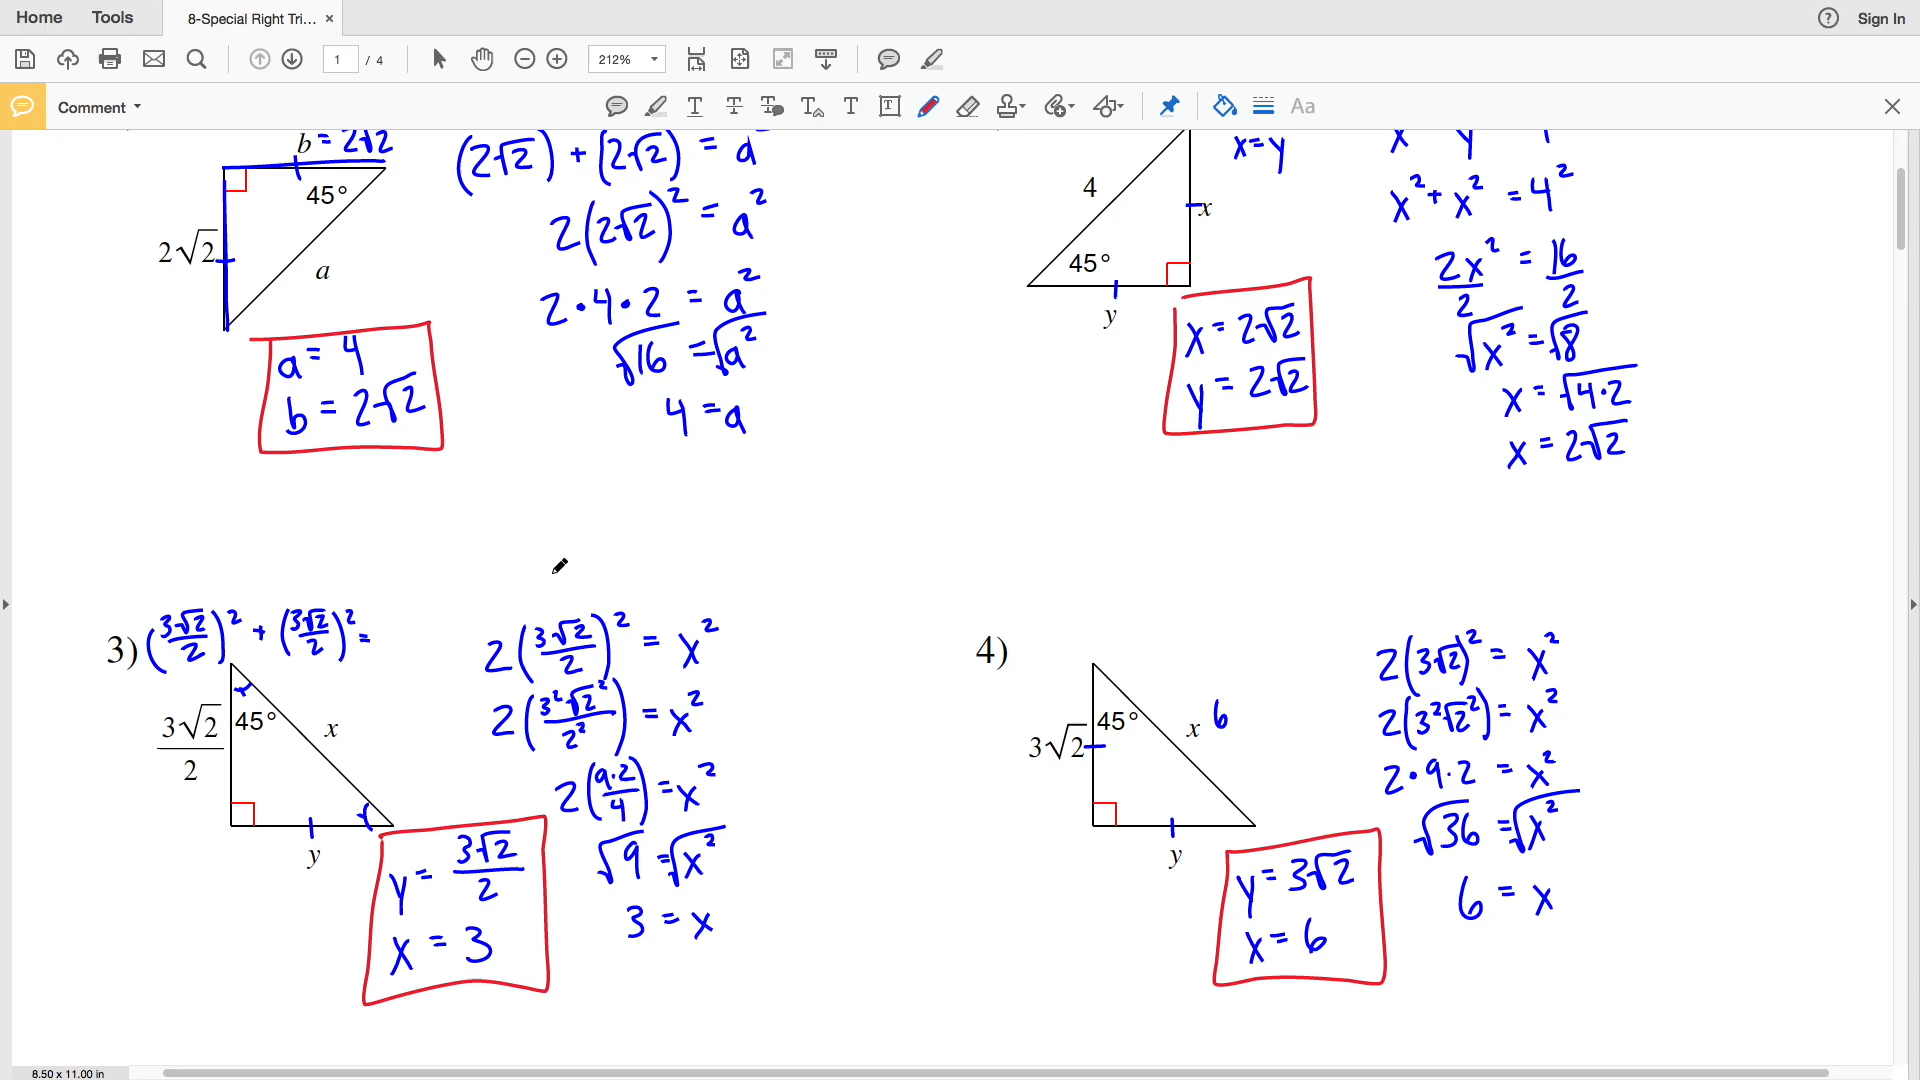 Home Tools 8-Special Right Tri... × Sign In
1 / 4 212%
Comment Aa
b = 2√2
45°
2√2
a
(2√2) + (2√2) = a
2(2√2)² = a²
2•4•2 = a²
√16 = √a²
4 = a
a = 4
b = 2√2
x=y
4
x
45°
y
x² + x² = 4²
2x² = 16
2 2
√x² = √8
x = √4•2
x = 2√2
x = 2√2
y = 2√2
3) (3√2/2)² + (3√2/2)² =
3√2
2
45°
x
y
2(3√2/2)² = x²
2(3²√2²/2²) = x²
2(9·2/4) = x²
√9 = √x²
3 = x
y = 3√2/2
x = 3
4)
3√2
45°
x 6
y
2(3√2)² = x²
2(3²√2²) = x²
2•9·2 = x²
√36 = √x²
6 = x
y = 3√2
x = 6
8.50 x 11.00 in